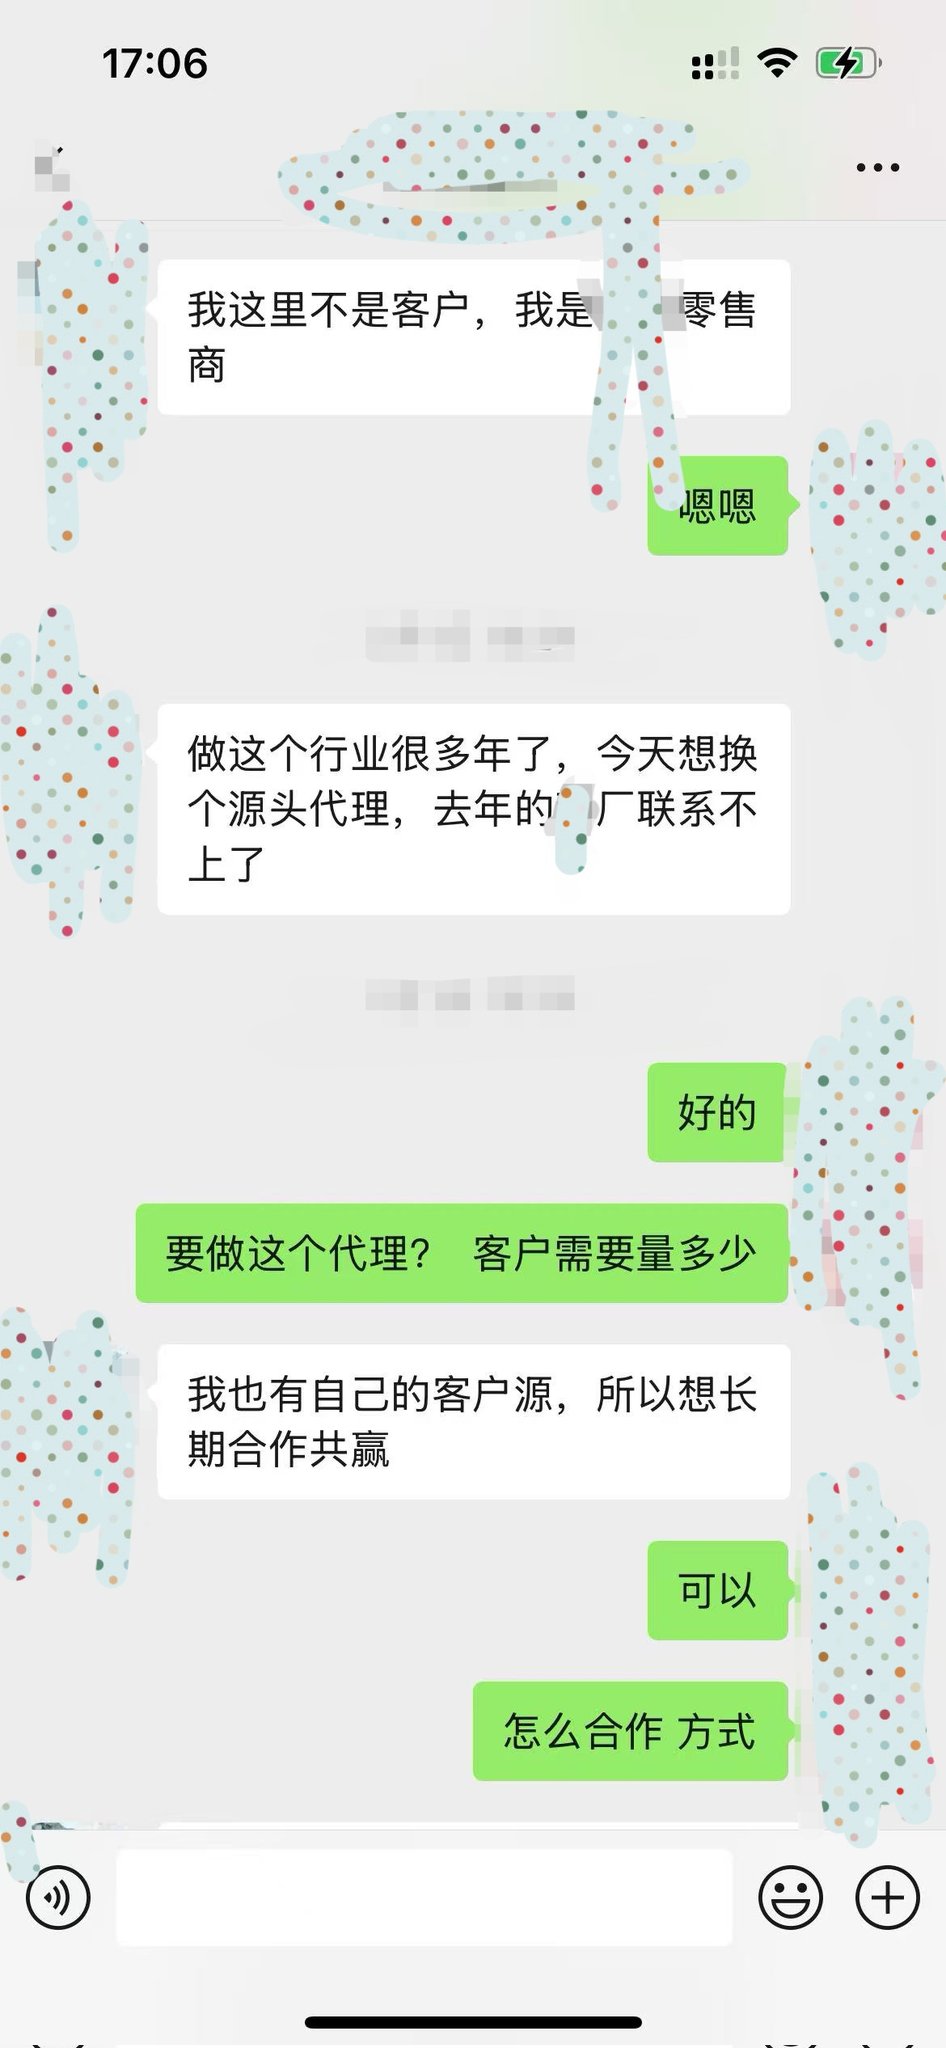 17:06
我这里不是客户，我是零售
商
嗯嗯
做这个行业很多年了，今天想换
个源头代理，去年的厂联系不
上了
好的
要做这个代理？ 客户需要量多少
我也有自己的客户源，所以想长
期合作共赢
可以
怎么合作 方式